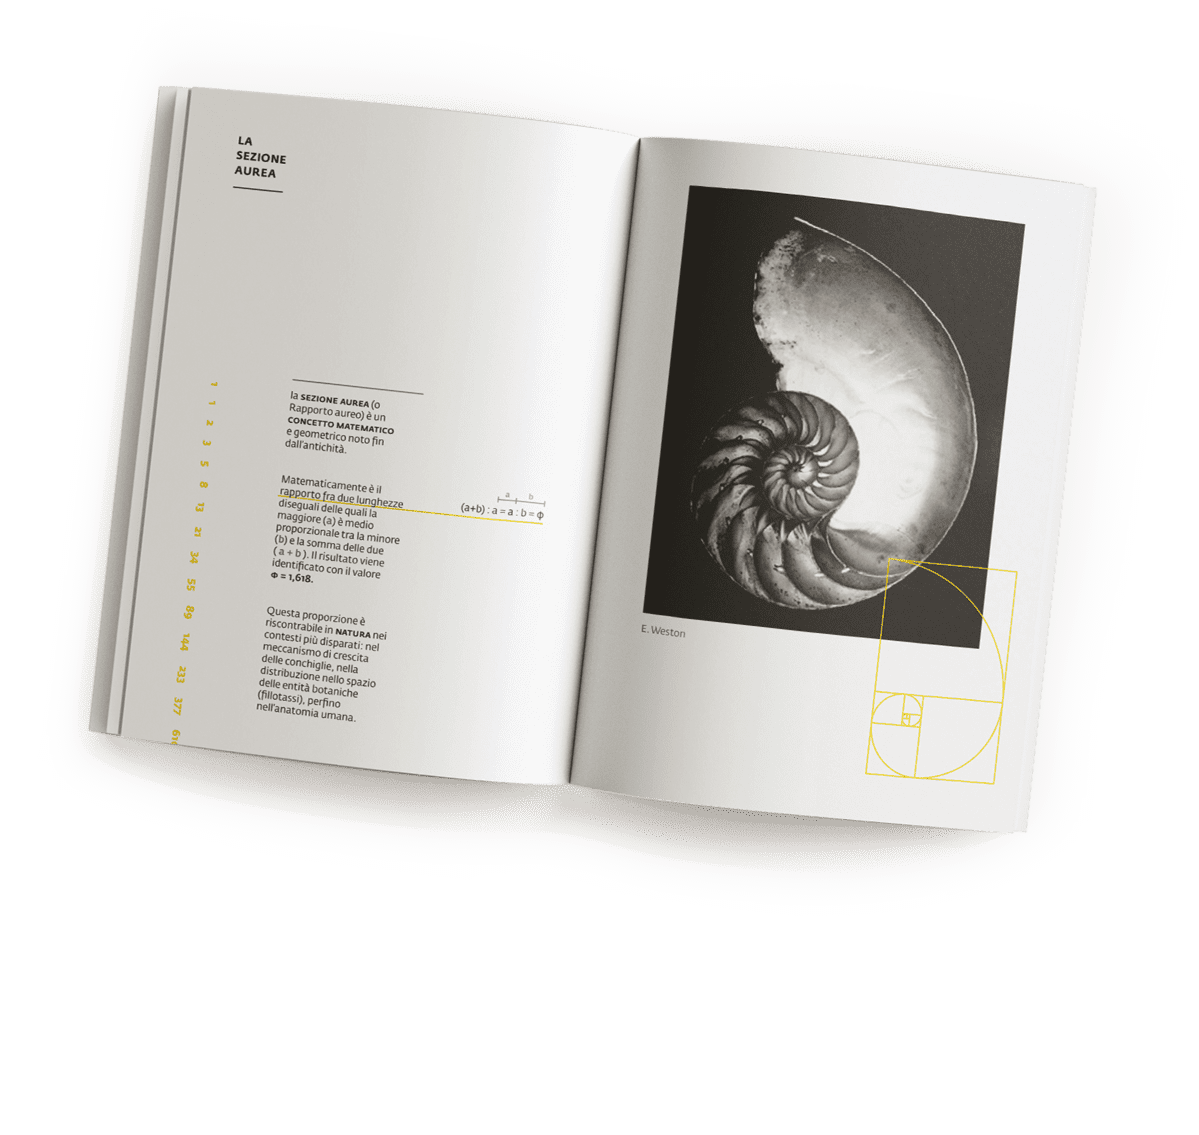 LA
SEZIONE
AUREA
1
1
2
3
5
8
13
21
34
55
89
144
233
377
la SEZIONE AUREA (o
Rapporto aureo) è un
CONCETTO MATEMATICO
e geometrico noto fin
dall'antichità.
Matematicamente è il
rapporto fra due lunghezze
diseguali delle quali la
maggiore (a) è medio
proporzionale tra la minore
(b) e la somma delle due
( a + b ). Il risultato viene
identificato con il valore
Φ = 1,618.
a b
(a+b) : a = a : b = Φ
Questa proporzione è
riscontrabile in NATURA nei
contesti più disparati: nel
meccanismo di crescita
delle conchiglie, nella
distribuzione nello spazio
delle entità botaniche
(fillotassi), perfino
nell'anatomia umana.
E. Weston